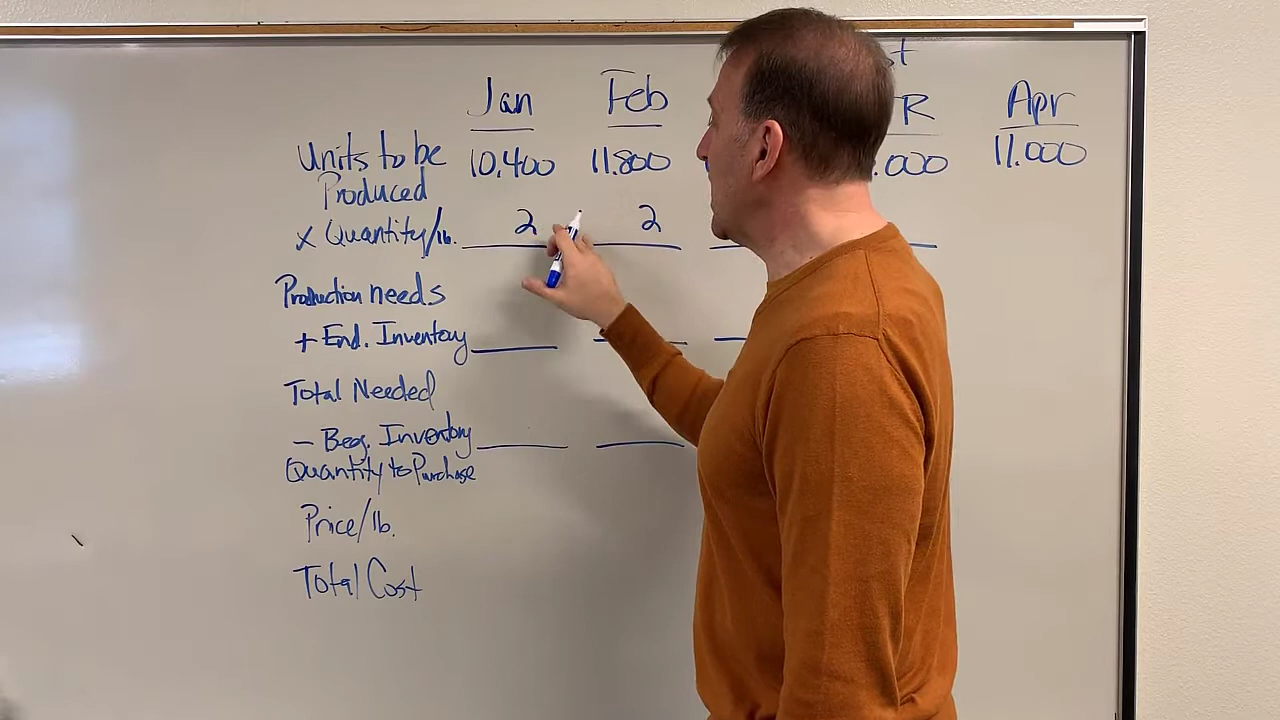 Jan Feb Apr
Units to be 10,400 11,800 11,000
Produced
x Quantity/lb. 2 2
Production needs
+ End. Inventory
Total Needed
- Beg. Inventory
Quantity to Purchase
Price/lb.
Total Cost